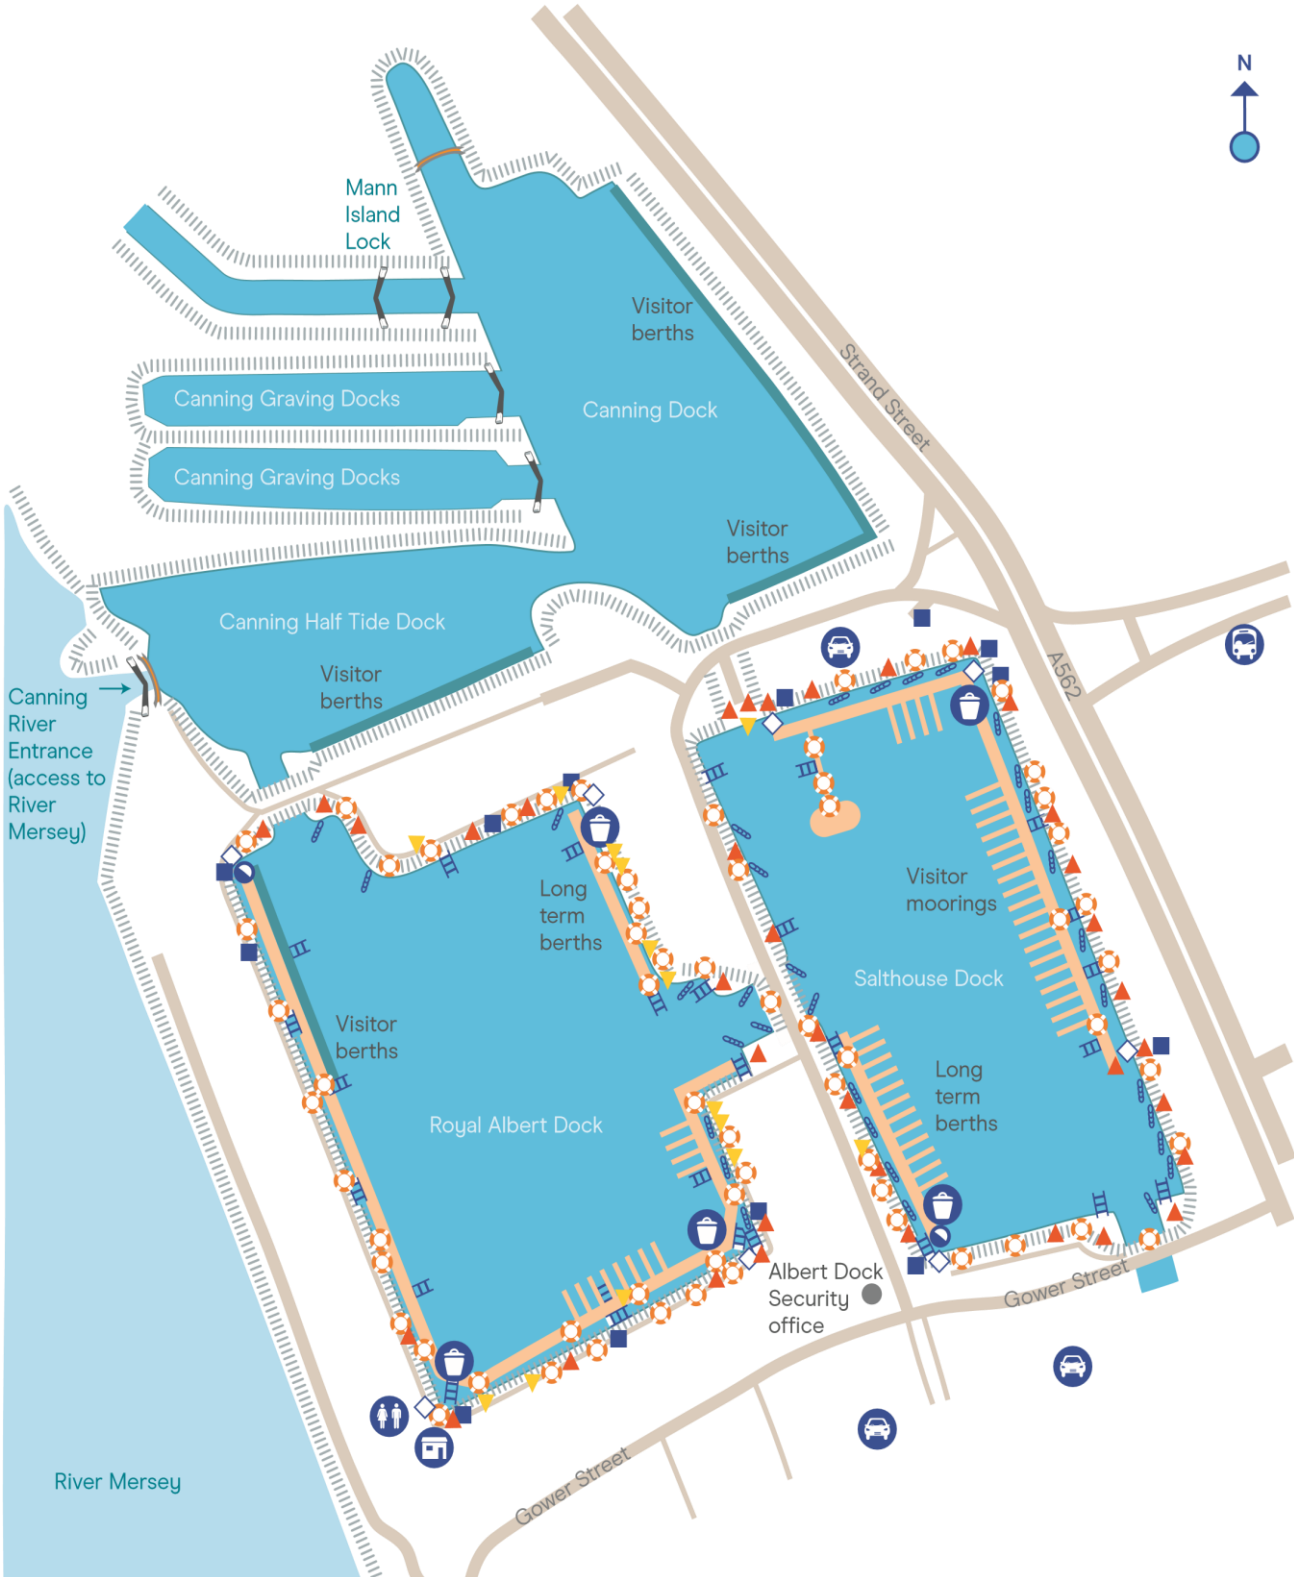 N
Mann
Island
Lock
Visitor
berths
Strand Street
Canning Graving Docks
Canning Dock
Canning Graving Docks
Visitor
berths
Canning Half Tide Dock
Visitor
berths
A562
Canning
River
Entrance
(access to
River
Mersey)
Long
term
berths
Visitor
moorings
Salthouse Dock
Visitor
berths
Long
term
berths
Royal Albert Dock
Albert Dock
Security
office
Gower Street
Gower Street
River Mersey